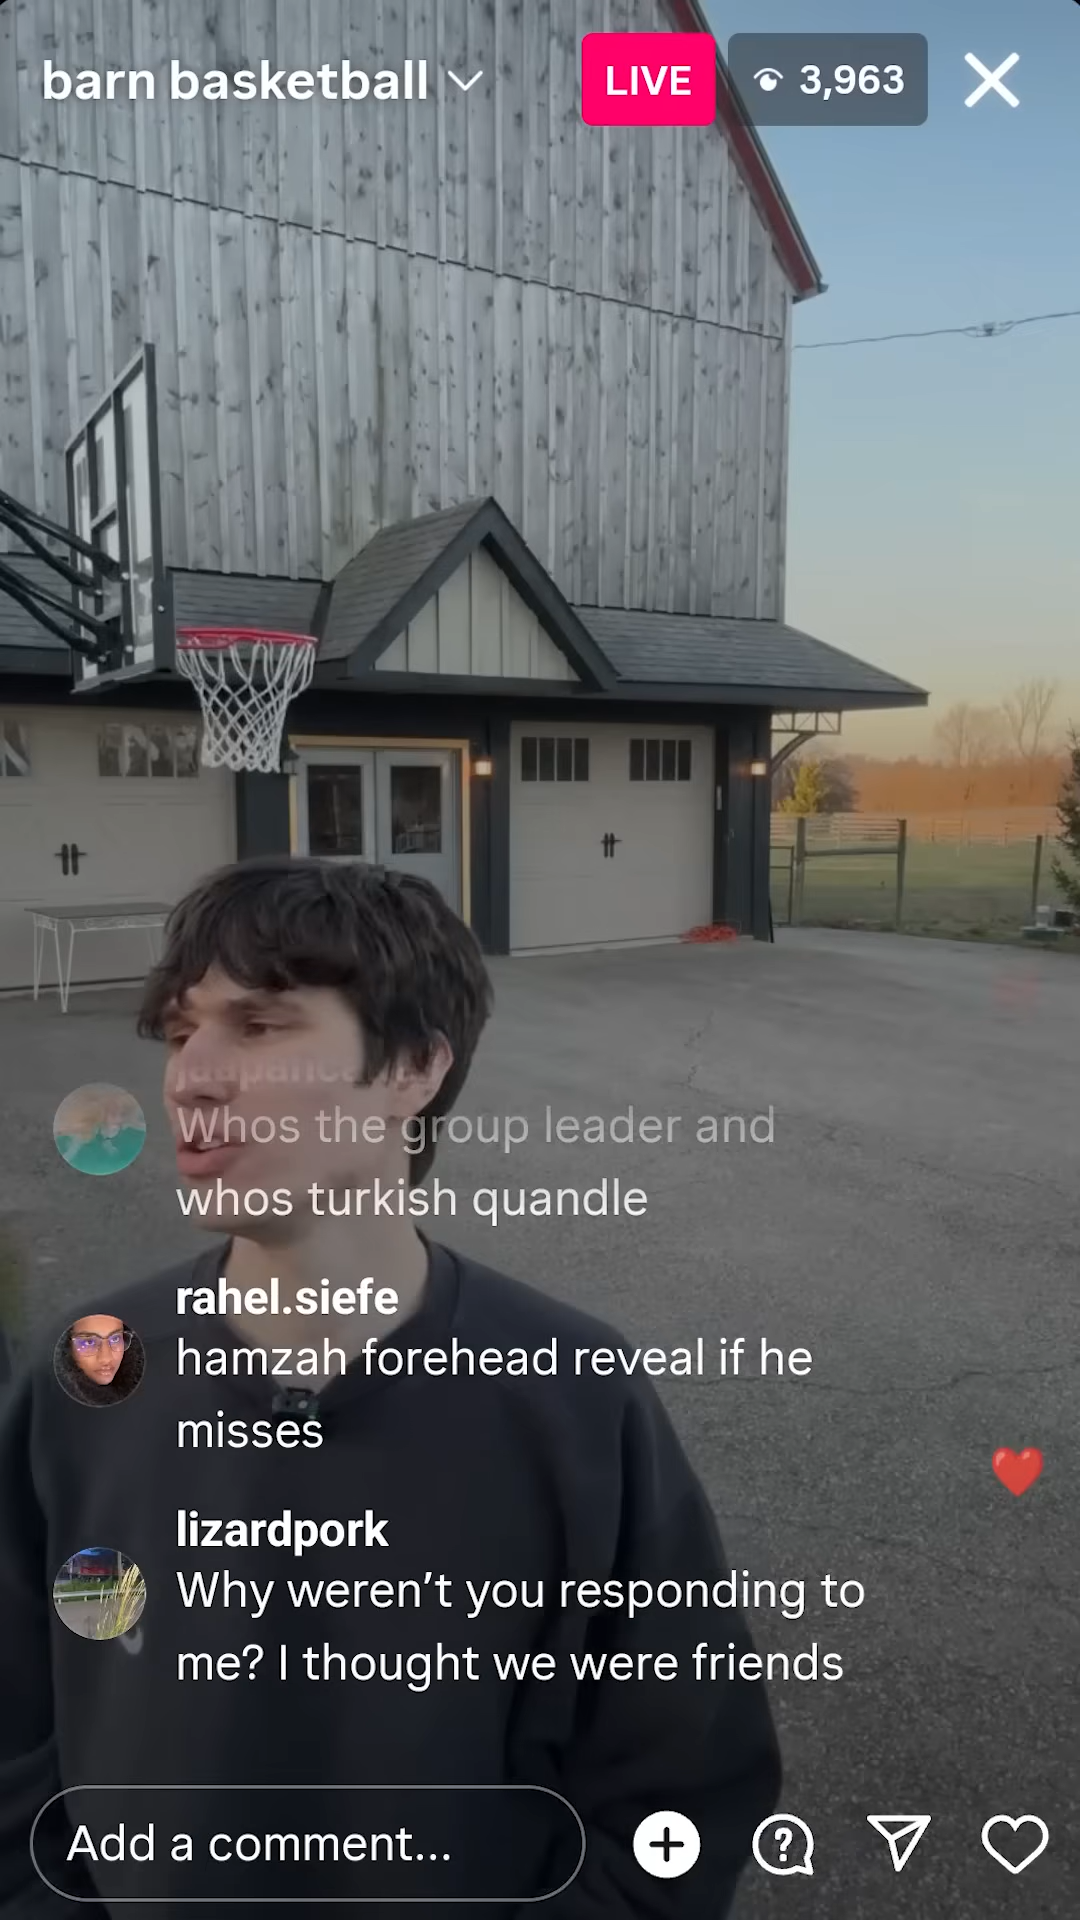 barn basketball
LIVE
3,963
Whos the group leader and
whos turkish quandle
rahel.siefe
hamzah forehead reveal if he
misses
lizardpork
Why weren’t you responding to
me? I thought we were friends
Add a comment...